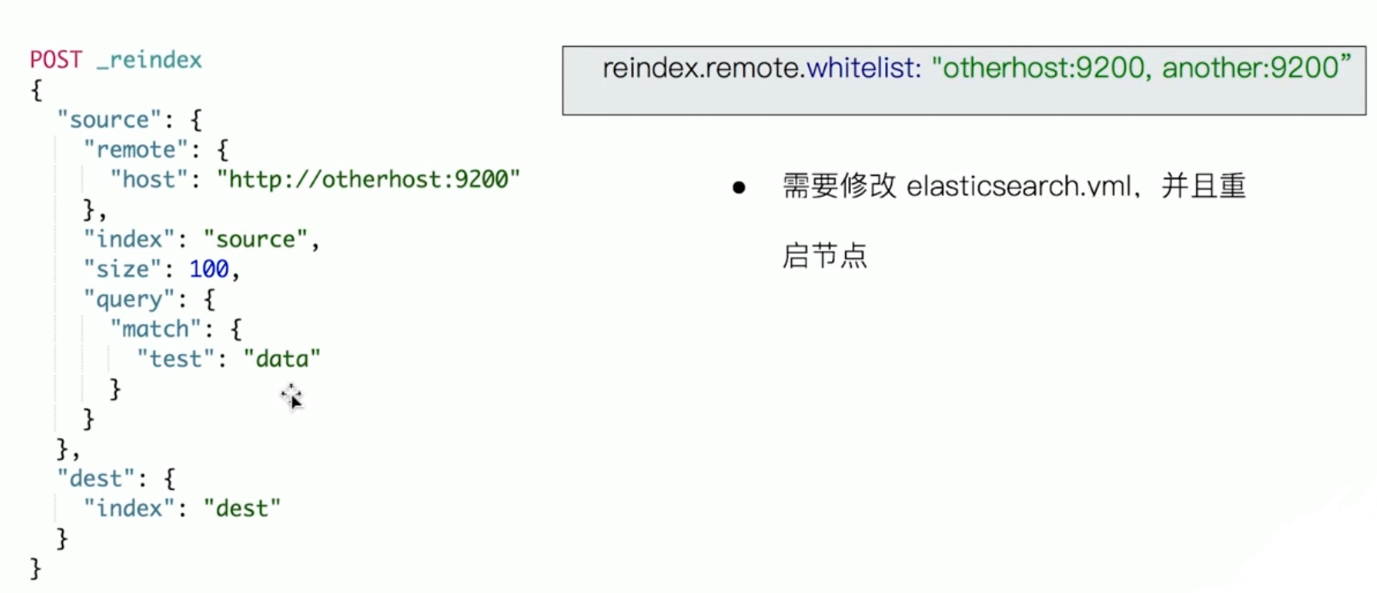 POST _reindex
{
  "source": {
    "remote": {
      "host": "http://otherhost:9200"
    },
    "index": "source",
    "size": 100,
    "query": {
      "match": {
        "test": "data"
      }
    }
  },
  "dest": {
    "index": "dest"
  }
}
reindex.remote.whitelist: "otherhost:9200, another:9200”
● 需要修改 elasticsearch.vml，并且重
启节点